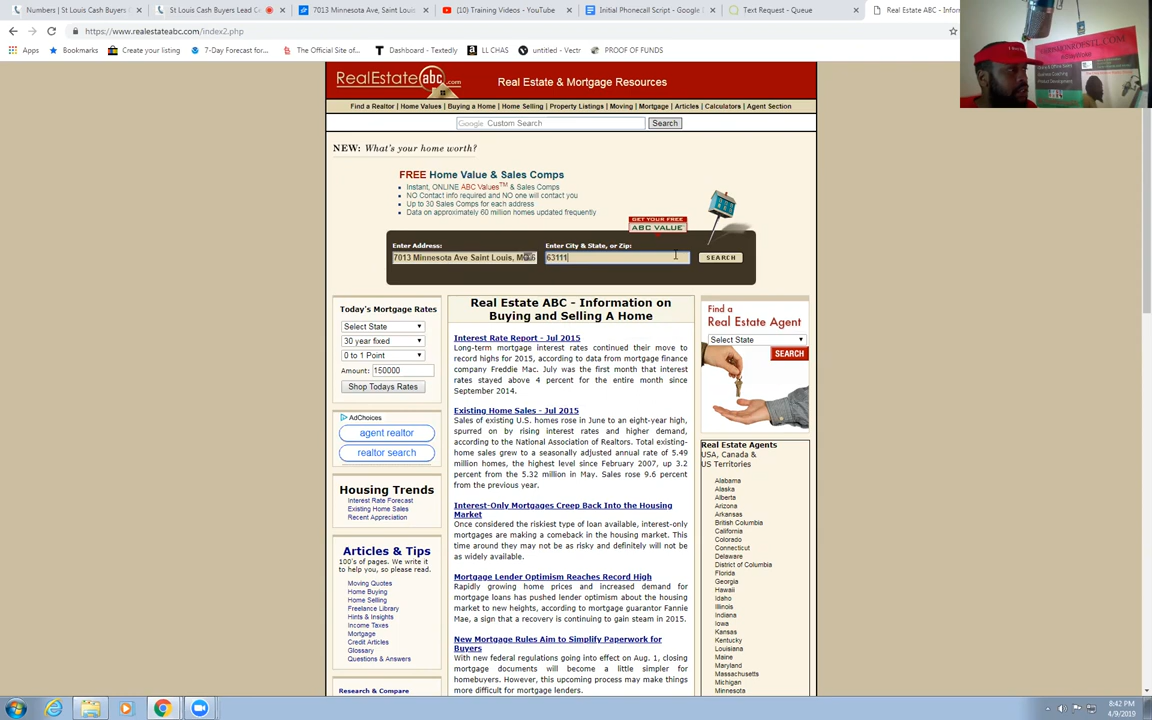 Numbers | St Louis Cash Buyers
St Louis Cash Buyers Lead C
7013 Minnesota Ave, Saint Louis
(10) Training Videos - YouTube
Initial Phonecall Script - Google
Text Request - Queue
Real Estate ABC - Infor
https://www.realestateabc.com/index2.php
Apps
Bookmarks
Create your listing
7-Day Forecast for...
The Official Site of...
Dashboard - Textedly
LL CHAS
untitled - Vectr
PROOF OF FUNDS
RealEstate abc.com
Real Estate & Mortgage Resources
Find a Realtor | Home Values | Buying a Home | Home Selling | Property Listings | Moving | Mortgage | Articles | Calculators | Agent Section
Google Custom Search
Search
NEW: What's your home worth?
FREE Home Value & Sales Comps
• Instant, ONLINE ABC Values™ & Sales Comps
• NO Contact info required and NO one will contact you
• Up to 30 Sales Comps for each address
• Data on approximately 60 million homes updated frequently
GET YOUR FREE
ABC VALUE
Enter Address:
Enter City & State, or Zip:
7013 Minnesota Ave Saint Louis,
63111
SEARCH
Today's Mortgage Rates
Select State
30 year fixed
0 to 1 Point
Amount: 150000
Shop Todays Rates
AdChoices
agent realtor
realtor search
Housing Trends
Interest Rate Forecast
Existing Home Sales
Recent Appreciation
Articles & Tips
100's of pages. We write it
to help you, so please read.
Moving Quotes
Home Buying
Home Selling
Freelance Library
Hints & Insights
Income Taxes
Mortgage
Credit Articles
Glossary
Questions & Answers
Research & Compare
Real Estate ABC - Information on
Buying and Selling A Home
Interest Rate Report - Jul 2015
Long-term mortgage interest rates continued their move to
record highs for 2015, according to data from mortgage finance
company Freddie Mac. July was the first month that interest
rates stayed above 4 percent for the entire month since
September 2014.
Existing Home Sales - Jul 2015
Sales of existing U.S. homes rose in June to an eight-year high,
spurred on by rising interest rates and higher demand,
according to the National Association of Realtors. Total existing-
home sales grew to a seasonally adjusted annual rate of 5.49
million homes, the highest level since February 2007, up 3.2
percent from the 5.32 million in May. Sales rose 9.6 percent
from the previous year.
Interest-Only Mortgages Creep Back Into the Housing
Market
Once considered the riskiest type of loan available, interest-only
mortgages are making a comeback in the housing market. This
time around they may not be as risky and definitely will not be
as widely available.
Mortgage Lender Optimism Reaches Record High
Rapidly growing home prices and increased demand for
mortgage loans has pushed lender optimism about the housing
market to new heights, according to mortgage guarantor Fannie
Mae, a sign that a recovery is continuing to gain steam in 2015.
New Mortgage Rules Aim to Simplify Paperwork for
Buyers
With new federal regulations going into effect on Aug. 1, closing
mortgage documents will become a little simpler for
homebuyers. However, this upcoming process may make things
more difficult for mortgage lenders.
Find a
Real Estate Agent
Select State
SEARCH
Real Estate Agents
USA, Canada &
US Territories
Alabama
Alaska
Alberta
Arizona
Arkansas
British Columbia
California
Colorado
Connecticut
Delaware
District of Columbia
Florida
Georgia
Hawaii
Idaho
Illinois
Indiana
Iowa
Kansas
Kentucky
Louisiana
Maine
Maryland
Massachusetts
Michigan
Minnesota
8:42 PM
4/9/2019